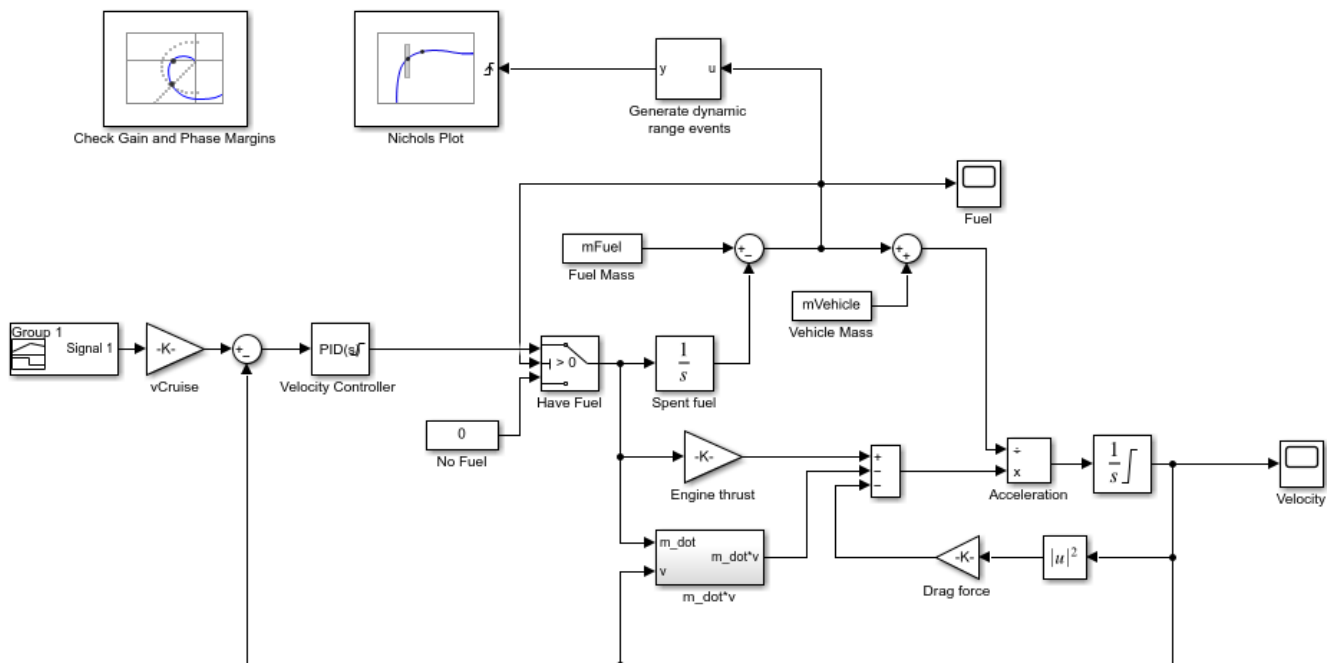 y
u
Check Gain and Phase Margins
Nichols Plot
Generate dynamic
range events
Fuel
mFuel
+
−
+
+
Fuel Mass
mVehicle
Vehicle Mass
Group 1
Signal 1
-K-
+
−
PID(s)
> 0
1
s
vCruise
Velocity Controller
Have Fuel
Spent fuel
0
No Fuel
-K-
Engine thrust
+
−
−
÷
x
Acceleration
1
s
Velocity
m_dot
m_dot*v
v
m_dot*v
-K-
Drag force
|u|²